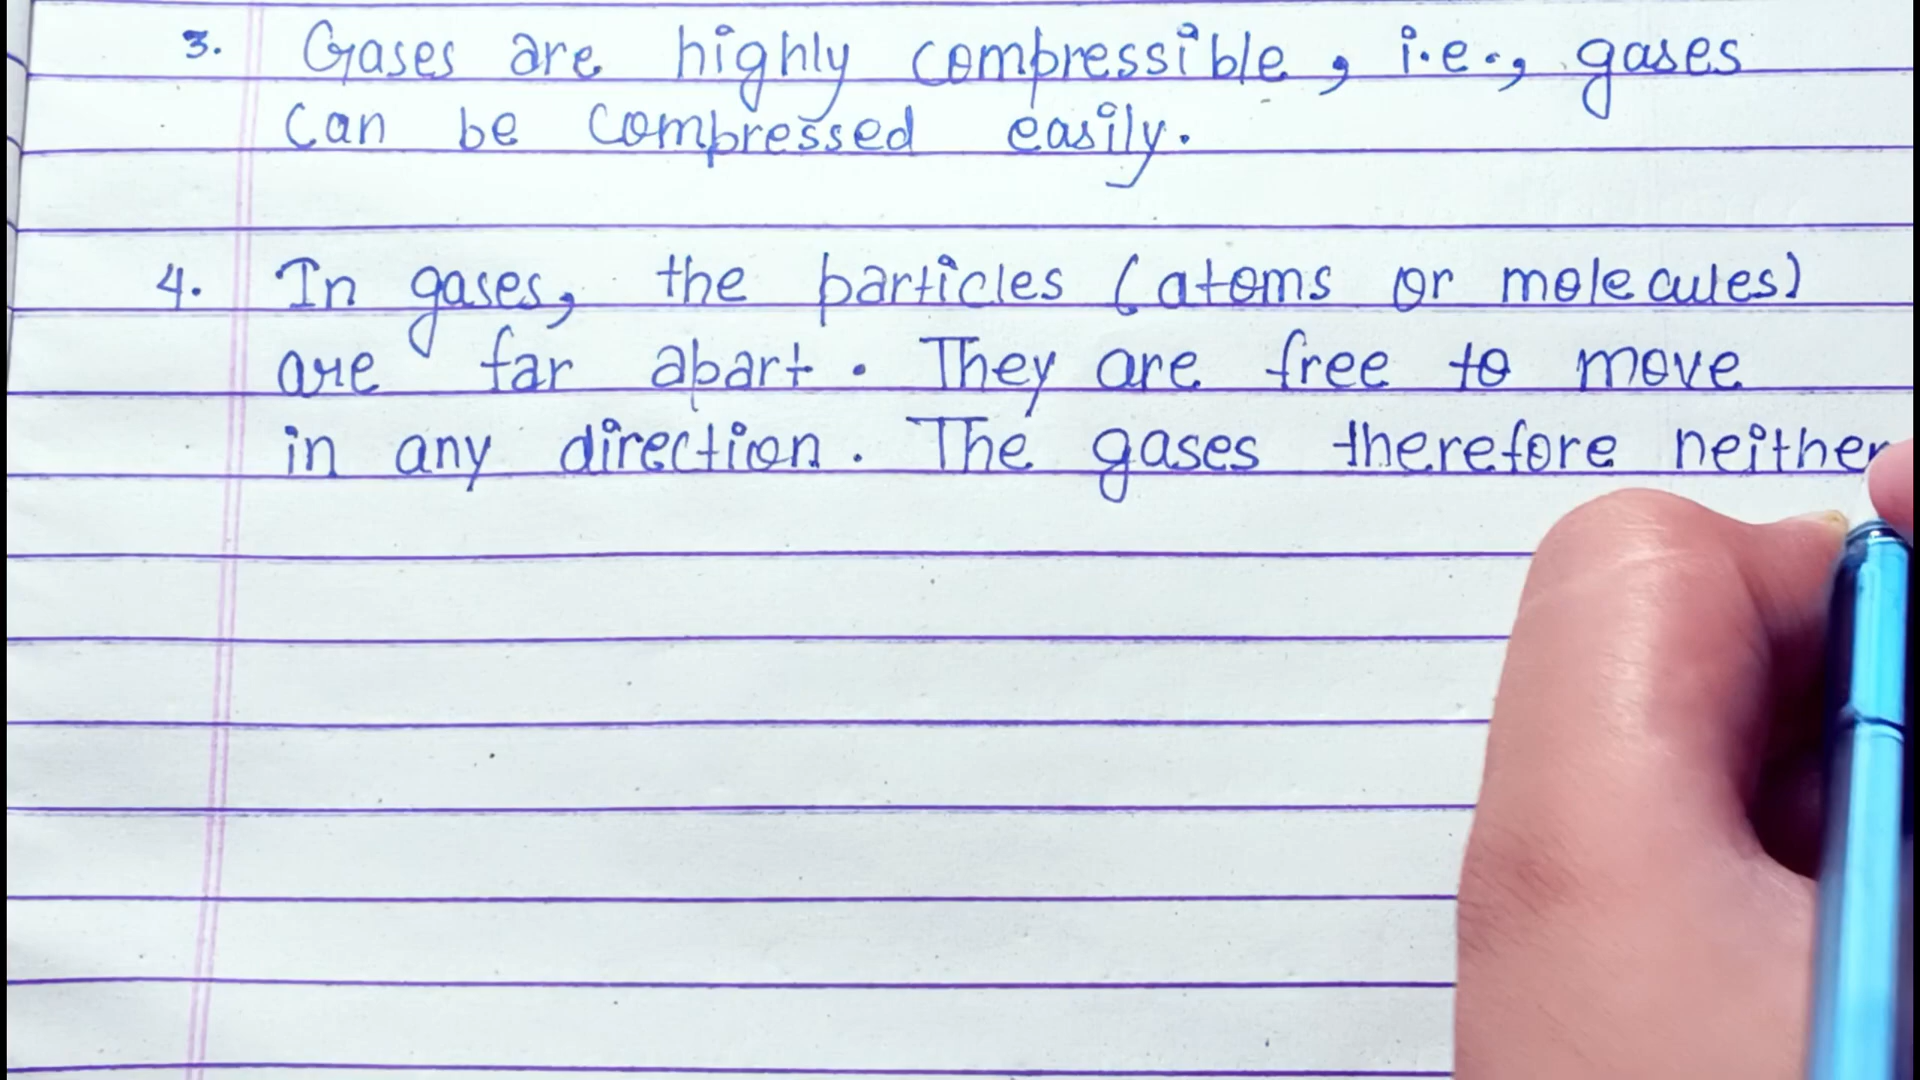 3. Gases are highly compressible, i.e., gases
can be compressed easily.
4. In gases, the particles (atoms or molecules)
are far apart. They are free to move
in any direction. The gases therefore neither